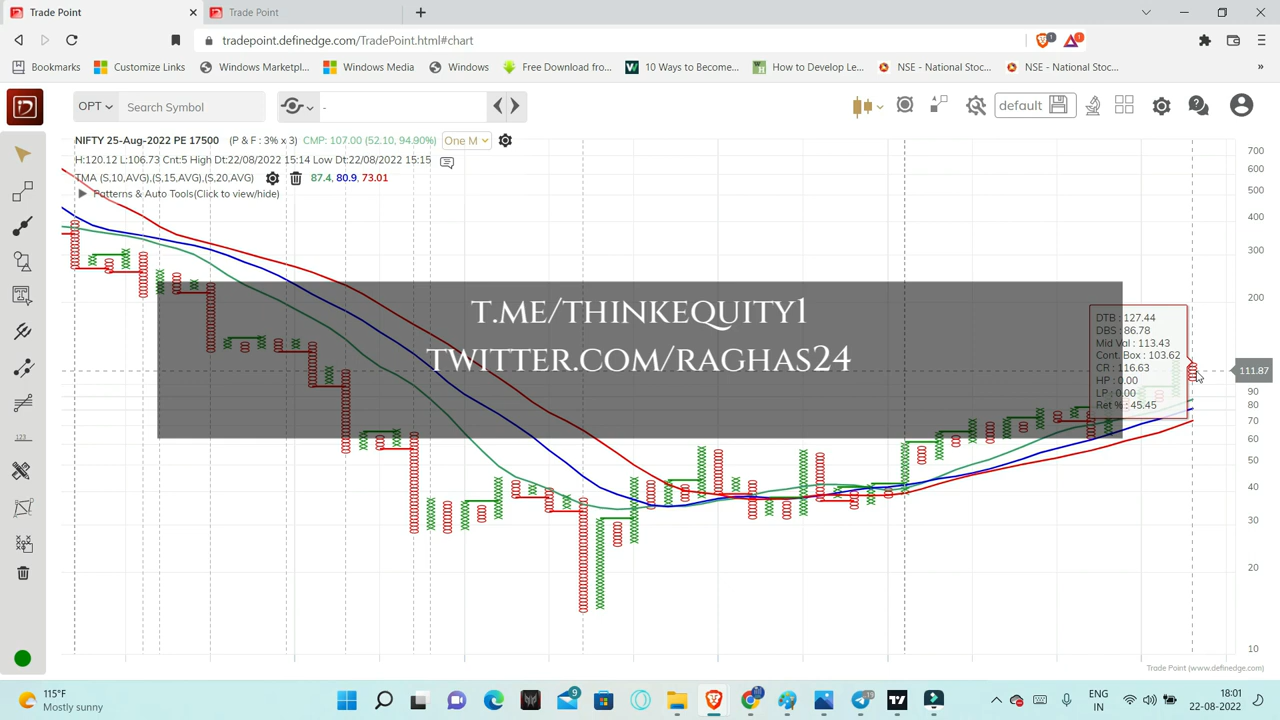 Trade Point
Trade Point
tradepoint.definedge.com/TradePoint.html#chart
Bookmarks
Customize Links
Windows Marketpl...
Windows Media
Windows
Free Download fro...
10 Ways to Become...
How to Develop Le...
NSE - National Stoc...
NSE - National Stoc...
»
OPT
Search Symbol
-
default
NIFTY 25-Aug-2022 PE 17500 (P & F : 3% x 3) CMP: 107.00 (52.10, 94.90%) One M
H:120.12 L:106.73 Cnt:5 High Dt:22/08/2022 15:14 Low Dt:22/08/2022 15:15
TMA (S,10,AVG),(S,15,AVG),(S,20,AVG) 87.4, 80.9, 73.01
Patterns & Auto Tools(Click to view/hide)
T.ME/THINKEQUITY1
TWITTER.COM/RAGHAS24
DTB : 127.44
DBS : 86.78
Mid Val : 113.43
Cont. Box : 103.62
CR : 116.63
HP : 0.00
LP : 0.00
Ret % : 45.45
700
600
500
400
300
200
111.87
90
80
70
60
50
40
30
20
10
123
Trade Point (www.definedge.com)
115°F
Mostly sunny
9
ENG
IN
18:01
22-08-2022